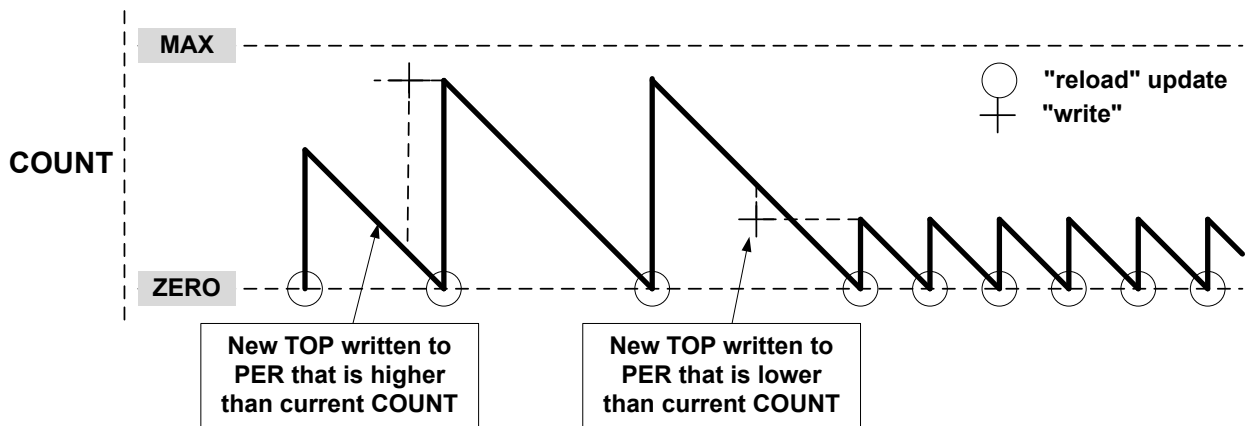 MAX
"reload" update
"write"
COUNT
ZERO
New TOP written to
PER that is higher
than current COUNT
New TOP written to
PER that is lower
than current COUNT